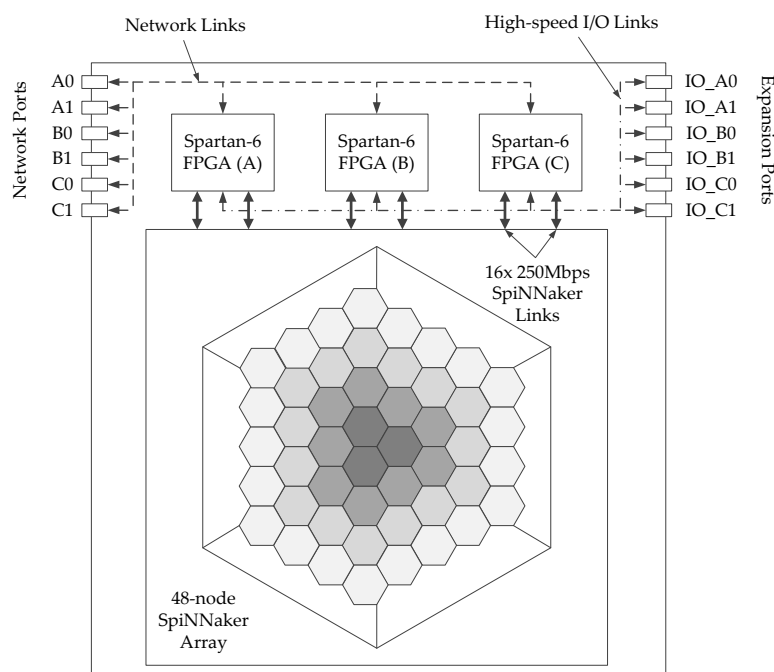 Network Links
High-speed I/O Links
Network Ports
A0
A1
B0
B1
C0
C1
Spartan-6
FPGA (A)
Spartan-6
FPGA (B)
Spartan-6
FPGA (C)
IO_A0
IO_A1
IO_B0
IO_B1
IO_C0
IO_C1
Expansion Ports
16x 250Mbps
SpiNNaker
Links
48-node
SpiNNaker
Array